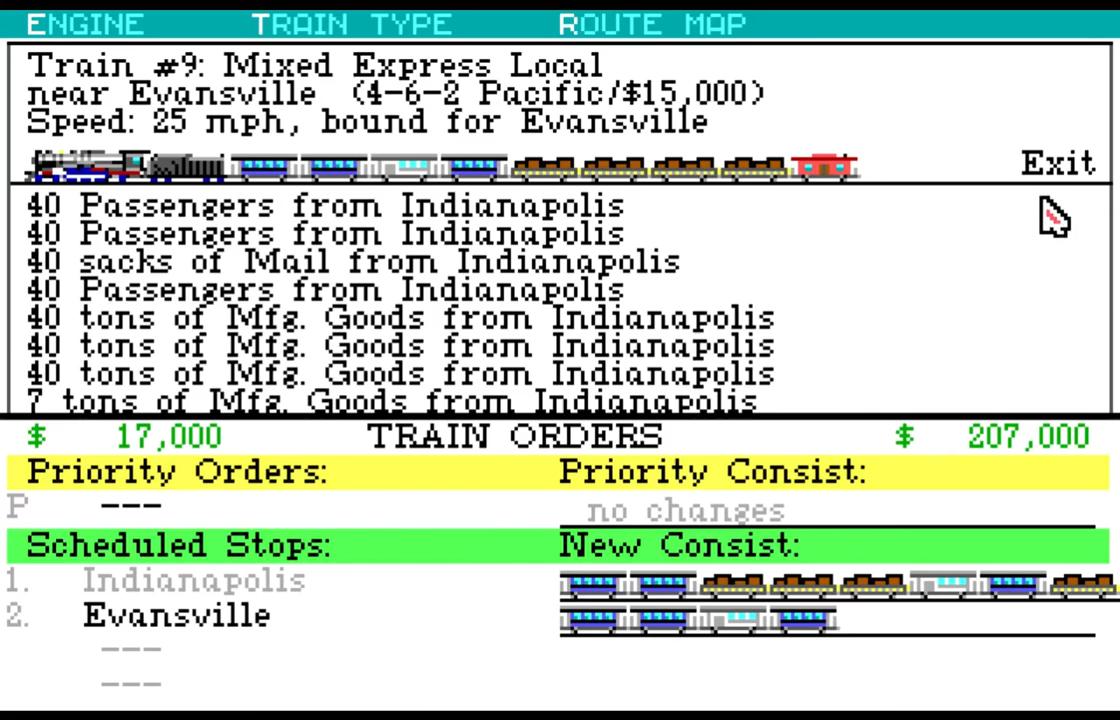 ENGINE TRAIN TYPE ROUTE MAP
Train #9: Mixed Express Local
near Evansville (4-6-2 Pacific/$15,000)
Speed: 25 mph, bound for Evansville
Exit
40 Passengers from Indianapolis
40 Passengers from Indianapolis
40 sacks of Mail from Indianapolis
40 Passengers from Indianapolis
40 tons of Mfg. Goods from Indianapolis
40 tons of Mfg. Goods from Indianapolis
40 tons of Mfg. Goods from Indianapolis
7 tons of Mfg. Goods from Indianapolis
$ 17,000 TRAIN ORDERS $ 207,000
Priority Orders: Priority Consist:
P --- no changes
Scheduled Stops: New Consist:
1. Indianapolis
2. Evansville
---
---